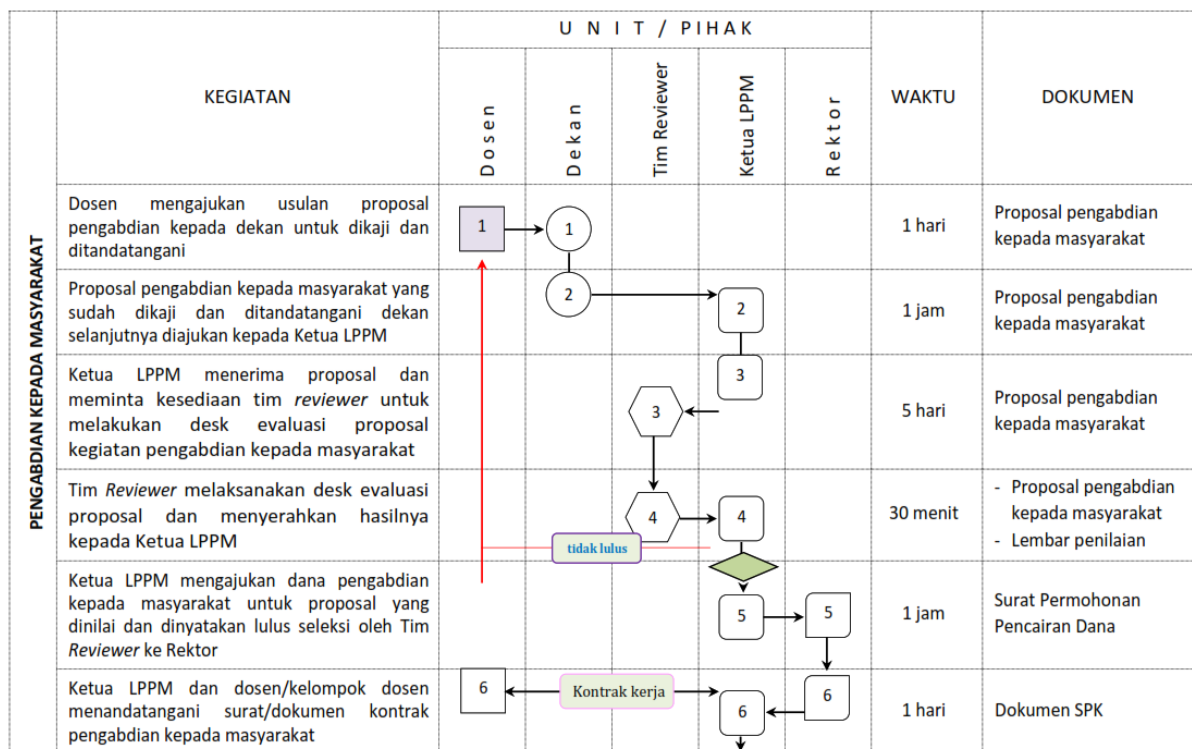 U N I T / PIHAK
KEGIATAN
Dosen
Dekan
Tim Reviewer
Ketua LPPM
Rektor
WAKTU
DOKUMEN
PENGABDIAN KEPADA MASYARAKAT
Dosen mengajukan usulan proposal
pengabdian kepada dekan untuk dikaji dan
ditandatangani
1
1
1 hari
Proposal pengabdian
kepada masyarakat
Proposal pengabdian kepada masyarakat yang
sudah dikaji dan ditandatangani dekan
selanjutnya diajukan kepada Ketua LPPM
2
2
1 jam
Proposal pengabdian
kepada masyarakat
Ketua LPPM menerima proposal dan
meminta kesediaan tim reviewer untuk
melakukan desk evaluasi proposal
kegiatan pengabdian kepada masyarakat
3
3
5 hari
Proposal pengabdian
kepada masyarakat
Tim Reviewer melaksanakan desk evaluasi
proposal dan menyerahkan hasilnya
kepada Ketua LPPM
4
4
tidak lulus
30 menit
- Proposal pengabdian
kepada masyarakat
- Lembar penilaian
Ketua LPPM mengajukan dana pengabdian
kepada masyarakat untuk proposal yang
dinilai dan dinyatakan lulus seleksi oleh Tim
Reviewer ke Rektor
5
5
1 jam
Surat Permohonan
Pencairan Dana
Ketua LPPM dan dosen/kelompok dosen
menandatangani surat/dokumen kontrak
pengabdian kepada masyarakat
6
Kontrak kerja
6
6
1 hari
Dokumen SPK